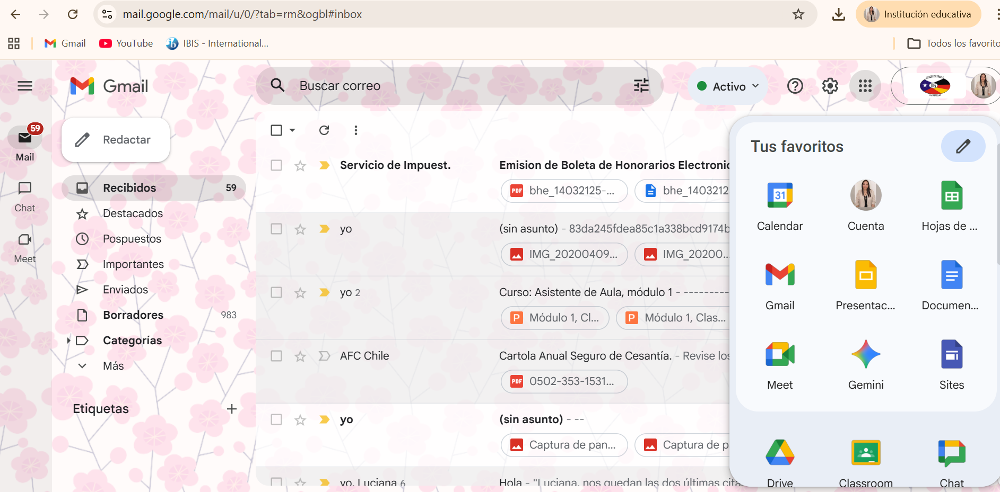 mail.google.com/mail/u/0/?tab=rm&ogbl#inbox
Institución educativa
Gmail
YouTube
IBIS - International...
Todos los favorito
Gmail
Buscar correo
Activo
59
Mail
Chat
Meet
Redactar
Recibidos 59
Destacados
Pospuestos
Importantes
Enviados
Borradores 983
Categorías
Más
Etiquetas
Servicio de Impuest.
Emision de Boleta de Honorarios Electronic
PDF bhe_14032125-...
bhe_1403212
yo
(sin asunto) - 83da245fdea85c1a338bcd9174b
IMG_20200409...
IMG_20200...
yo 2
Curso: Asistente de Aula, módulo 1 - ---------
P Módulo 1, Cl...
P Módulo 1, Clas...
AFC Chile
Cartola Anual Seguro de Cesantía. - Revise los
PDF 0502-353-1531...
yo
(sin asunto) - --
Captura de pan...
Captura de p
yo, Luciana 6
Hola - "Luciana, nos quedan las dos últimas cita
Tus favoritos
31
Calendar
Cuenta
Hojas de ...
Gmail
Presentac...
Documen...
Meet
Gemini
Sites
Drive
Classroom
Chat